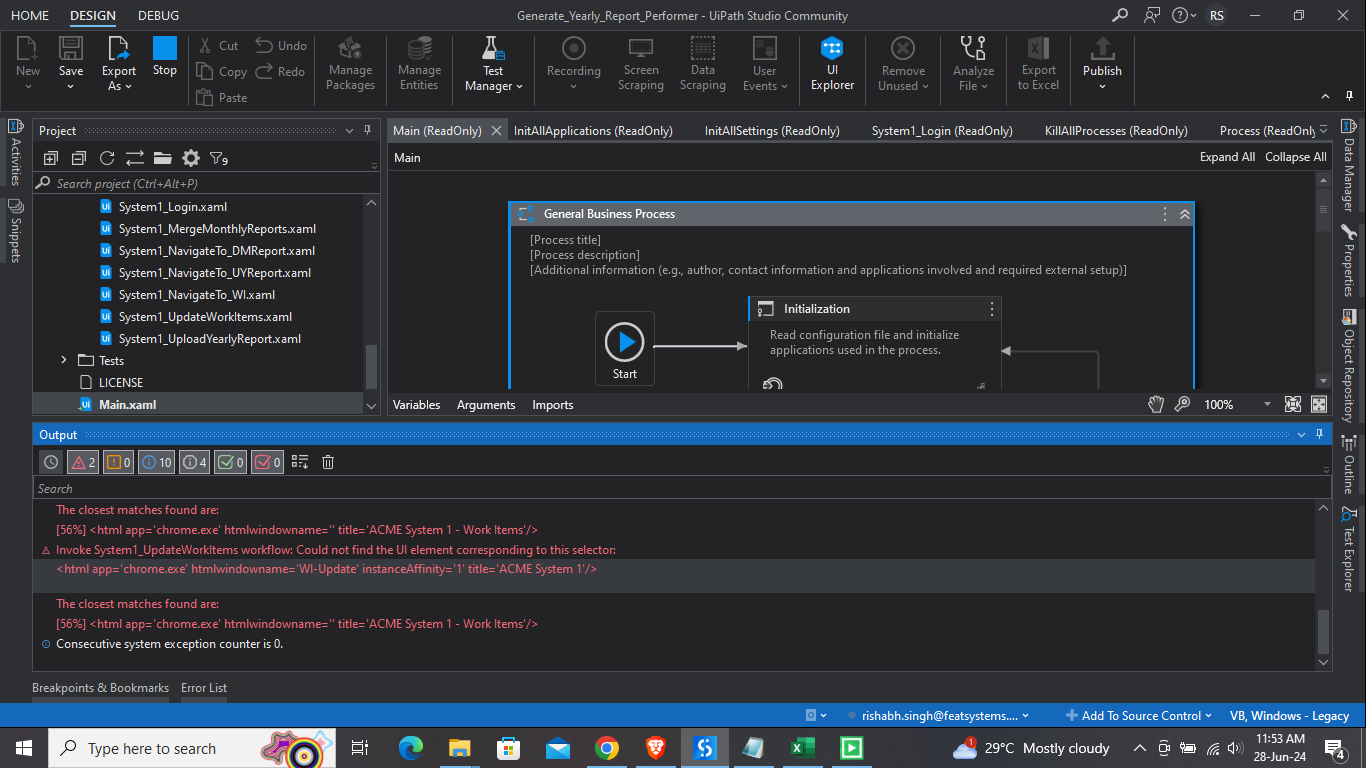 HOME DESIGN DEBUG
Generate_Yearly_Report_Performer - UiPath Studio Community
RS
New
Save
Export As
Stop
Cut
Copy
Paste
Undo
Redo
Manage Packages
Manage Entities
Test Manager
Recording
Screen Scraping
Data Scraping
User Events
UI Explorer
Remove Unused
Analyze File
Export to Excel
Publish
Activities
Snippets
Project
9
Search project (Ctrl+Alt+P)
System1_Login.xaml
System1_MergeMonthlyReports.xaml
System1_NavigateTo_DMReport.xaml
System1_NavigateTo_UYReport.xaml
System1_NavigateTo_WI.xaml
System1_UpdateWorkItems.xaml
System1_UploadYearlyReport.xaml
Tests
LICENSE
Main.xaml
Main (ReadOnly)
InitAllApplications (ReadOnly)
InitAllSettings (ReadOnly)
System1_Login (ReadOnly)
KillAllProcesses (ReadOnly)
Process (ReadOnly
Main
Expand All Collapse All
General Business Process
[Process title]
[Process description]
[Additional information (e.g., author, contact information and applications involved and required external setup)]
Start
Initialization
Read configuration file and initialize
applications used in the process.
Variables Arguments Imports
100%
Data Manager
Properties
Object Repository
Outline
Test Explorer
Output
2 0 10 4 0 0
Search
The closest matches found are:
[56%] <html app='chrome.exe' htmlwindowname='' title='ACME System 1 - Work Items'/>
Invoke System1_UpdateWorkItems workflow: Could not find the UI element corresponding to this selector:
<html app='chrome.exe' htmlwindowname='WI-Update' instanceAffinity='1' title='ACME System 1'/>
The closest matches found are:
[56%] <html app='chrome.exe' htmlwindowname='' title='ACME System 1 - Work Items'/>
Consecutive system exception counter is 0.
Breakpoints & Bookmarks Error List
rishabh.singh@featsystems....
Add To Source Control
VB, Windows - Legacy
Type here to search
1
29°C Mostly cloudy
11:53 AM
28-Jun-24
4